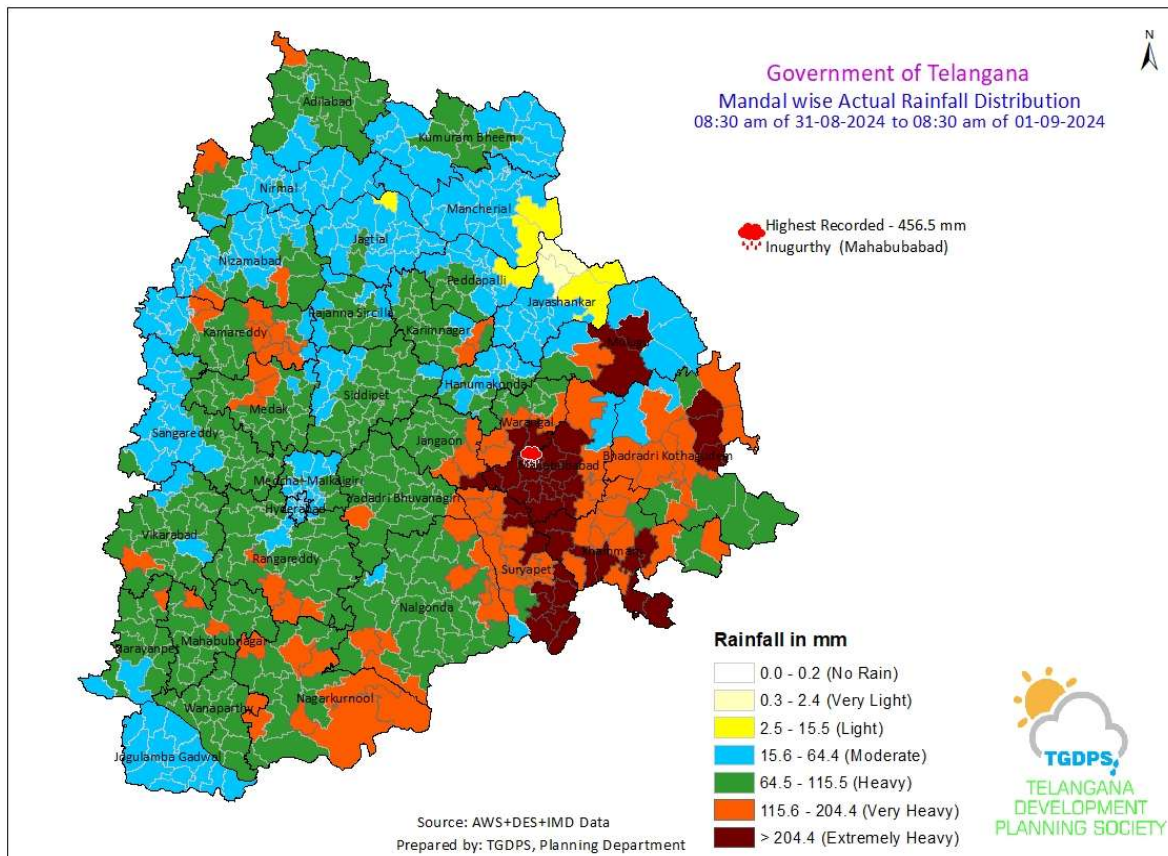 N
Government of Telangana
Mandal wise Actual Rainfall Distribution
08:30 am of 31-08-2024 to 08:30 am of 01-09-2024
Highest Recorded - 456.5 mm
Inugurthy (Mahabubabad)
Adilabad
Kumuram Bheem
Nirmal
Mancherial
Jagtial
Nizamabad
Peddapalli
Jayashankar
Rajanna Sircilla
Karimnagar
Kamareddy
Hanumakonda
Siddipet
Medak
Warangal
Jangaon
Sangareddy
Bhadradri Kothagudem
Medchal-Malkajgiri
Yadadri Bhuvanagiri
Hyderabad
Vikarabad
Rangareddy
Khammam
Suryapet
Nalgonda
Mahabubnagar
Narayanpet
Nagarkurnool
Wanaparthy
Jogulamba Gadwal
Rainfall in mm
0.0 - 0.2 (No Rain)
0.3 - 2.4 (Very Light)
2.5 - 15.5 (Light)
15.6 - 64.4 (Moderate)
64.5 - 115.5 (Heavy)
115.6 - 204.4 (Very Heavy)
> 204.4 (Extremely Heavy)
TGDPS
TELANGANA
DEVELOPMENT
PLANNING SOCIETY
Source: AWS+DES+IMD Data
Prepared by: TGDPS, Planning Department